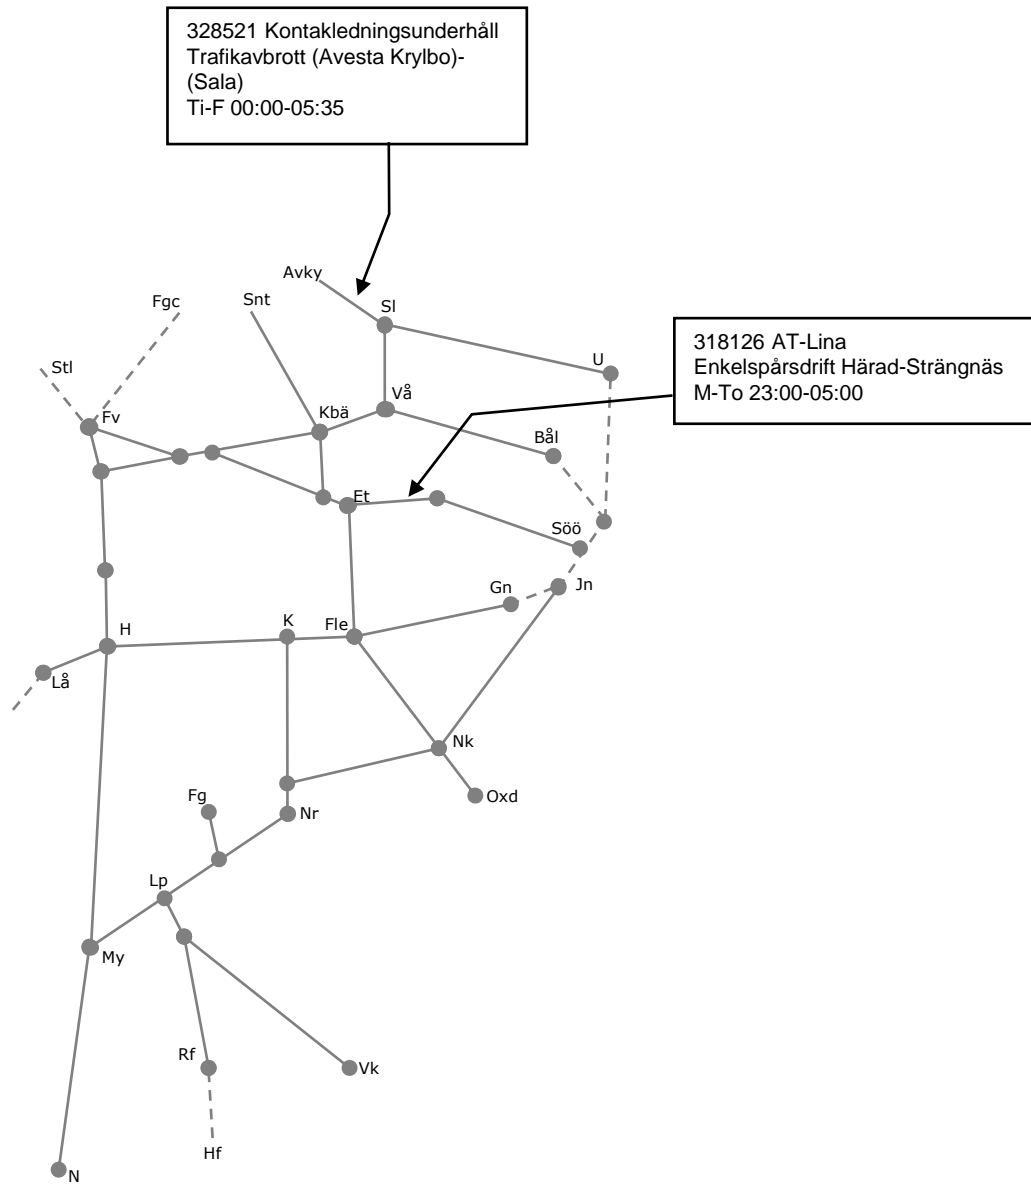 328521 Kontakledningsunderhåll
Trafikavbrott (Avesta Krylbo)-
(Sala)
Ti-F 00:00-05:35
Avky
Fgc
Snt
Sl
318126 AT-Lina
Enkelspårsdrift Härad-Strängnäs
M-To 23:00-05:00
U
Stl
Vå
Fv
Kbä
Bål
Et
Söö
Gn
Jn
H
K
Fle
Lå
Nk
Fg
Oxd
Nr
Lp
My
Rf
Vk
Hf
N